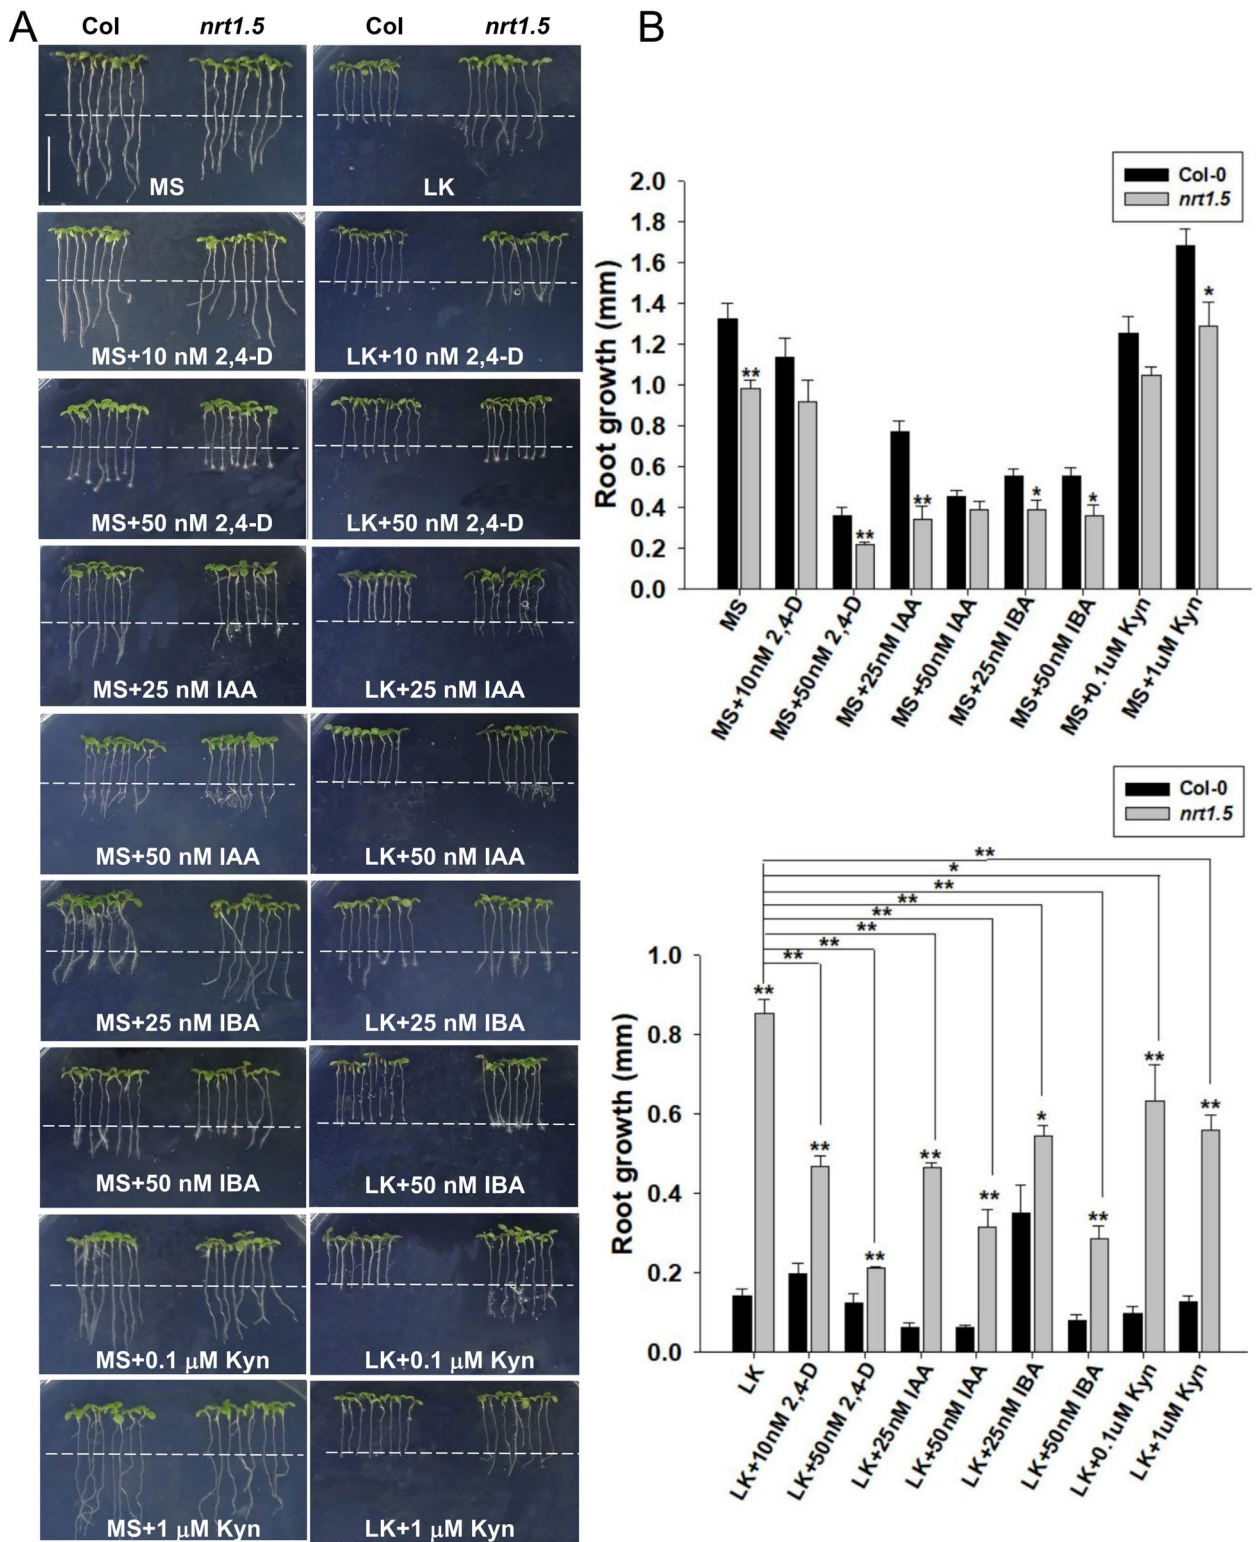 A
Col
nrt1.5
Col
nrt1.5
MS
LK
MS+10 nM 2,4-D
LK+10 nM 2,4-D
MS+50 nM 2,4-D
LK+50 nM 2,4-D
MS+25 nM IAA
LK+25 nM IAA
MS+50 nM IAA
LK+50 nM IAA
MS+25 nM IBA
LK+25 nM IBA
MS+50 nM IBA
LK+50 nM IBA
MS+0.1 µM Kyn
LK+0.1 µM Kyn
MS+1 µM Kyn
LK+1 µM Kyn
B
Col-0
nrt1.5
Root growth (mm)
2.0
1.8
1.6
1.4
1.2
1.0
0.8
0.6
0.4
0.2
0.0
**
**
**
*
*
*
MS
MS+10nM 2,4-D
MS+50nM 2,4-D
MS+25nM IAA
MS+50nM IAA
MS+25nM IBA
MS+50nM IBA
MS+0.1uM Kyn
MS+1uM Kyn
Col-0
nrt1.5
**
*
**
**
**
**
**
**
Root growth (mm)
1.0
0.8
0.6
0.4
0.2
0.0
**
**
**
**
**
*
**
**
**
LK
LK+10nM 2,4-D
LK+50nM 2,4-D
LK+25nM IAA
LK+50nM IAA
LK+25nM IBA
LK+50nM IBA
LK+0.1uM Kyn
LK+1uM Kyn